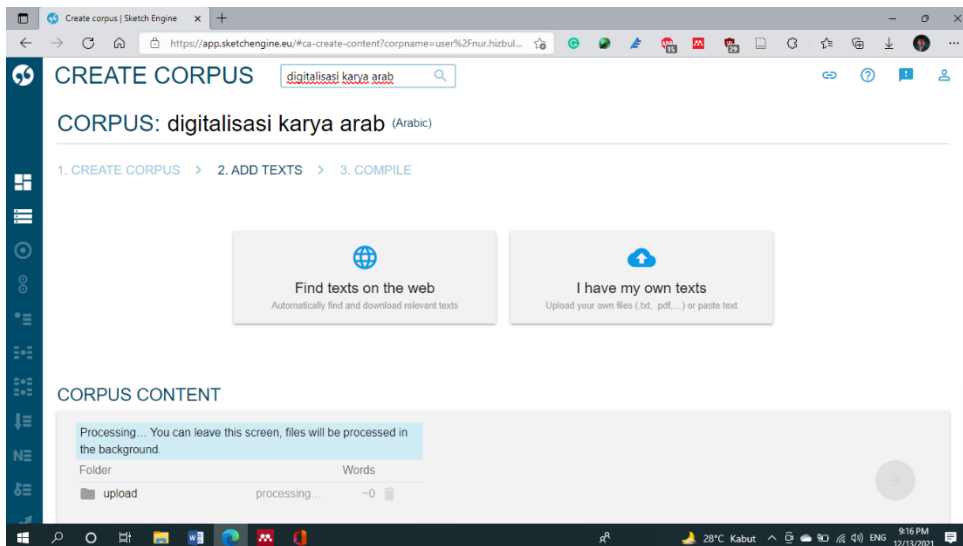 Create corpus | Sketch Engine
https://app.sketchengine.eu/#ca-create-content?corpname=user%2Fnur.hizbul...
CREATE CORPUS
digitalisasi karya arab
CORPUS: digitalisasi karya arab (Arabic)
1. CREATE CORPUS > 2. ADD TEXTS > 3. COMPILE
Find texts on the web
Automatically find and download relevant texts
I have my own texts
Upload your own files (.txt, .pdf,...) or paste text
CORPUS CONTENT
Processing... You can leave this screen, files will be processed in
the background.
Folder Words
upload processing... ~0
28°C Kabut ENG 9:16 PM
12/13/2021